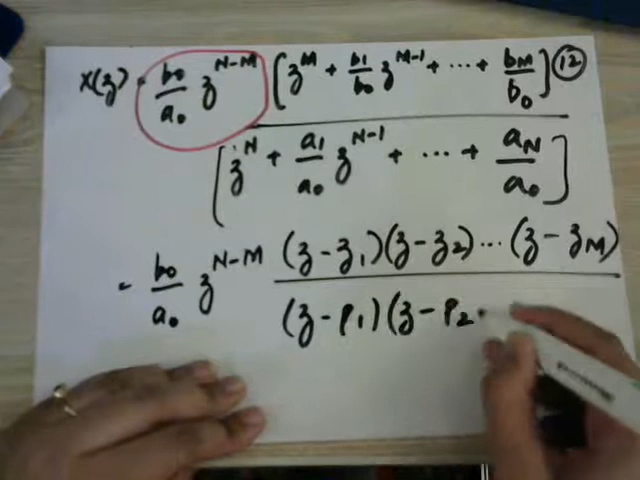 X(z) = b0/a0 z^N-M [z^M + b1/b0 z^M-1 + ... + bM/b0] 12
[z^N + a1/a0 z^N-1 + ... + aN/a0]
= b0/a0 z^N-M (z - z1)(z - z2)...(z - zM)
(z - p1)(z - p2